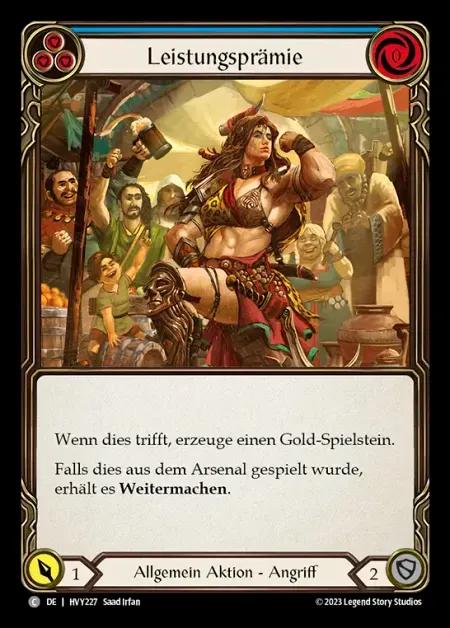 Leistungsprämie
0
Wenn dies trifft, erzeuge einen Gold-Spielstein.
Falls dies aus dem Arsenal gespielt wurde,
erhält es Weitermachen.
1
Allgemein Aktion - Angriff
2
C DE | HVY227 Saad Irfan
© 2023 Legend Story Studios